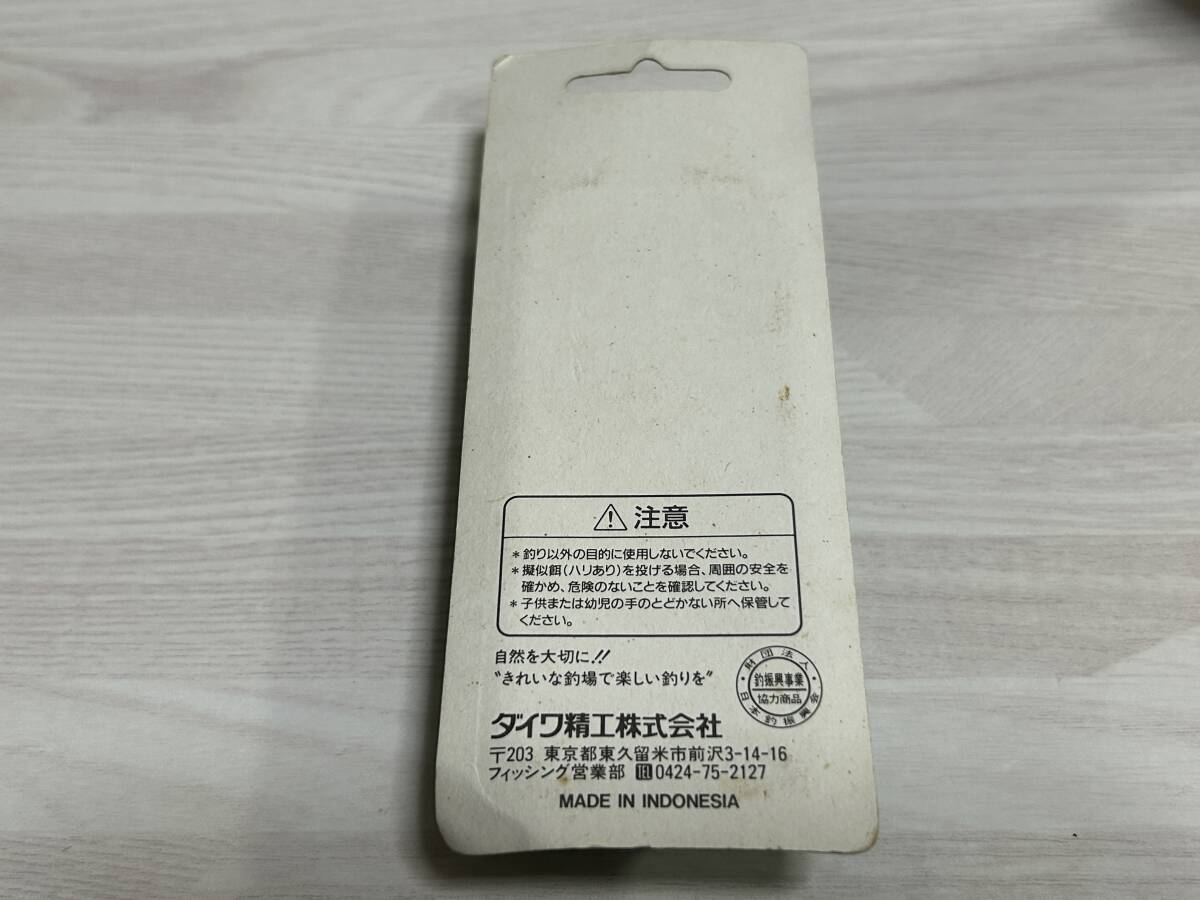 注意
＊釣り以外の目的に使用しないでください。
＊擬似餌(ハリあり)を投げる場合、周囲の安全を
確かめ、危険のないことを確認してください。
＊子供または幼児の手のとどかない所へ保管して
ください。
自然を大切に!!
"きれいな釣場で楽しい釣りを"
財団法人
釣振興事業
協力商品
日本釣振興会
ダイワ精工株式会社
〒203 東京都東久留米市前沢3-14-16
フィッシング営業部 TEL 0424-75-2127
MADE IN INDONESIA